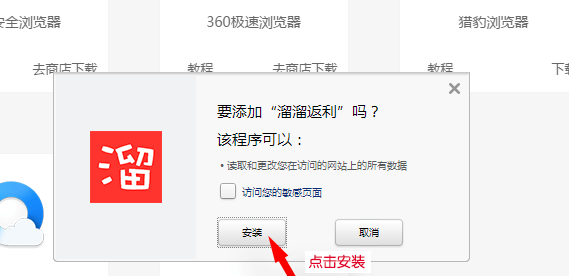 安全浏览器
360极速浏览器
猎豹浏览器
去商店下载
教程
去商店下载
教程
下
要添加“溜溜返利”吗？
溜
该程序可以：
• 读取和更改您在访问的网站上的所有数据
访问您的敏感页面
安装
取消
点击安装